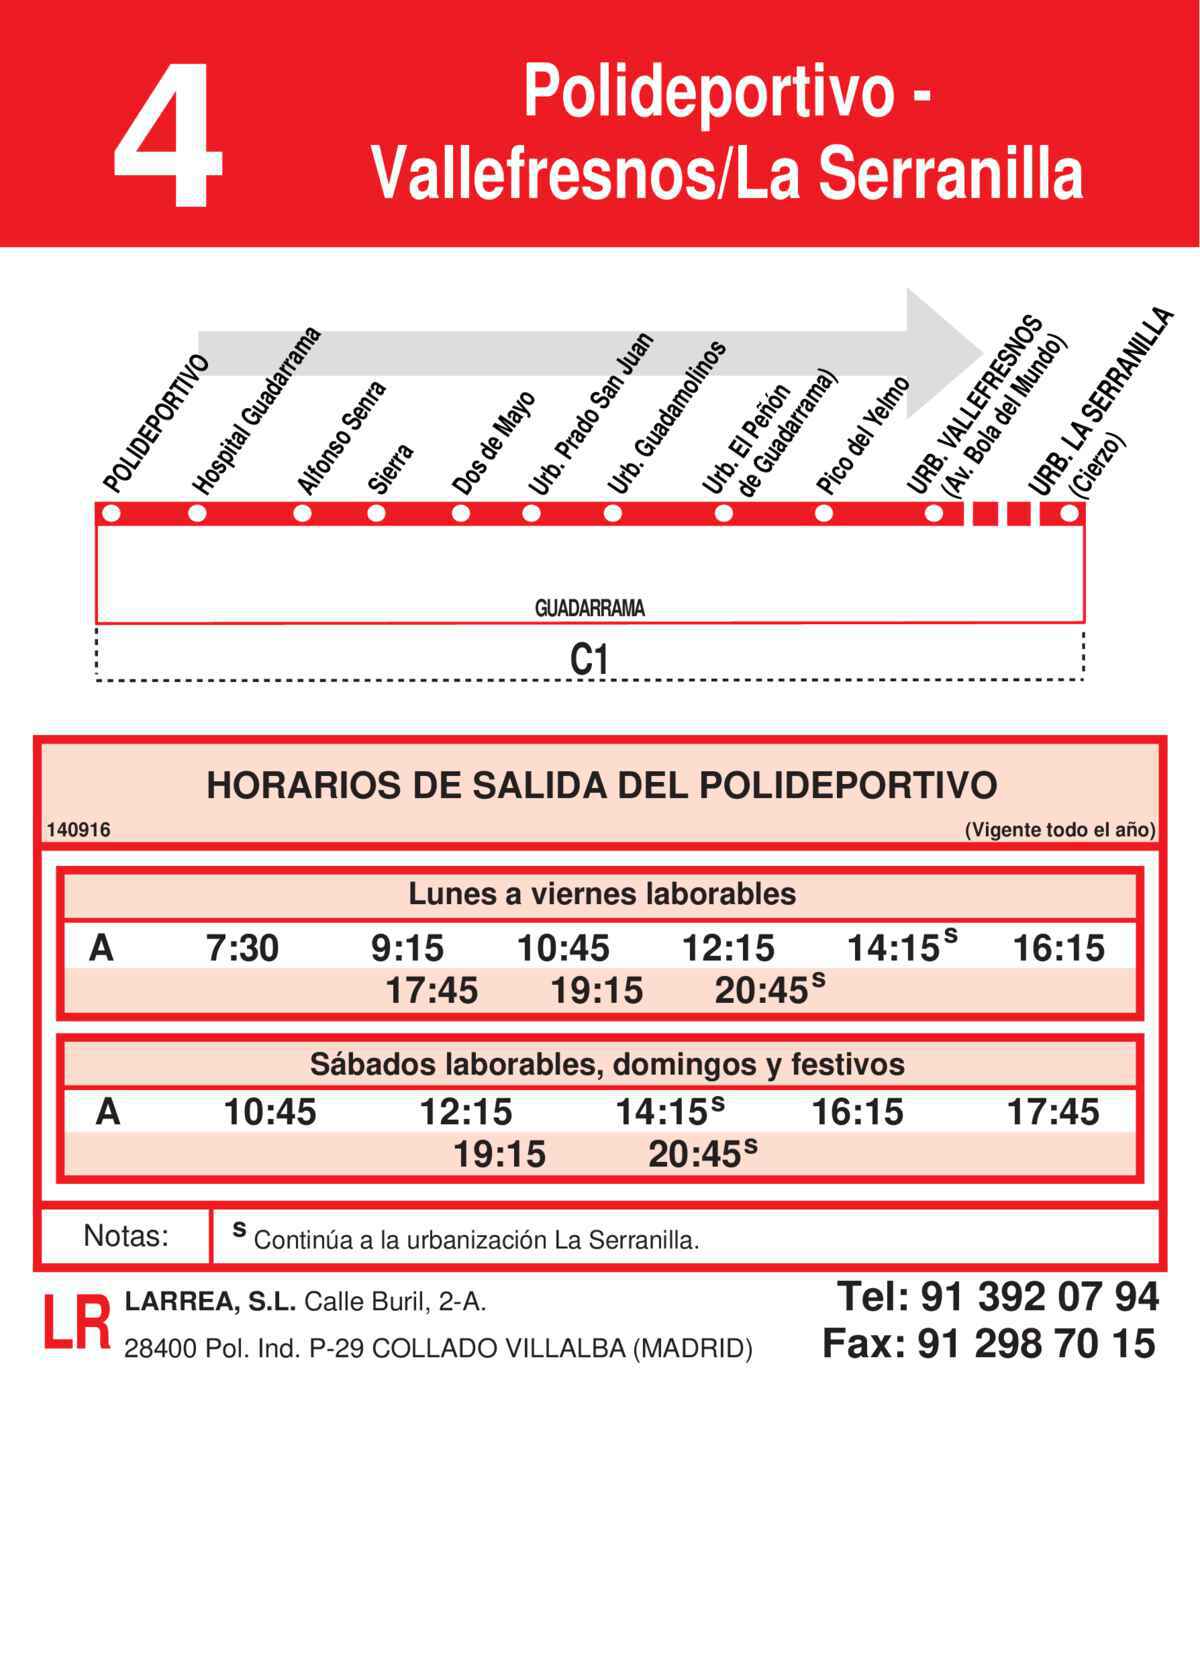 4
Polideportivo -
Vallefresnos/La Serranilla
POLIDEPORTIVO
Hospital Guadarrama
Alfonso Senra
Sierra
Dos de Mayo
Urb. Prado San Juan
Urb. Guadamolinos
Urb. El Peñón
de Guadarrama)
Pico del Yelmo
URB. VALLEFRESNOS
(Av. Bola del Mundo)
URB. LA SERRANILLA
(Cierzo)
GUADARRAMA
C1
HORARIOS DE SALIDA DEL POLIDEPORTIVO
140916 (Vigente todo el año)
Lunes a viernes laborables
A 7:30 9:15 10:45 12:15 14:15 s 16:15
17:45 19:15 20:45 s
Sábados laborables, domingos y festivos
A 10:45 12:15 14:15 s 16:15 17:45
19:15 20:45 s
Notas: s Continúa a la urbanización La Serranilla.
LR
LARREA, S.L. Calle Buril, 2-A.
28400 Pol. Ind. P-29 COLLADO VILLALBA (MADRID)
Tel: 91 392 07 94
Fax: 91 298 70 15